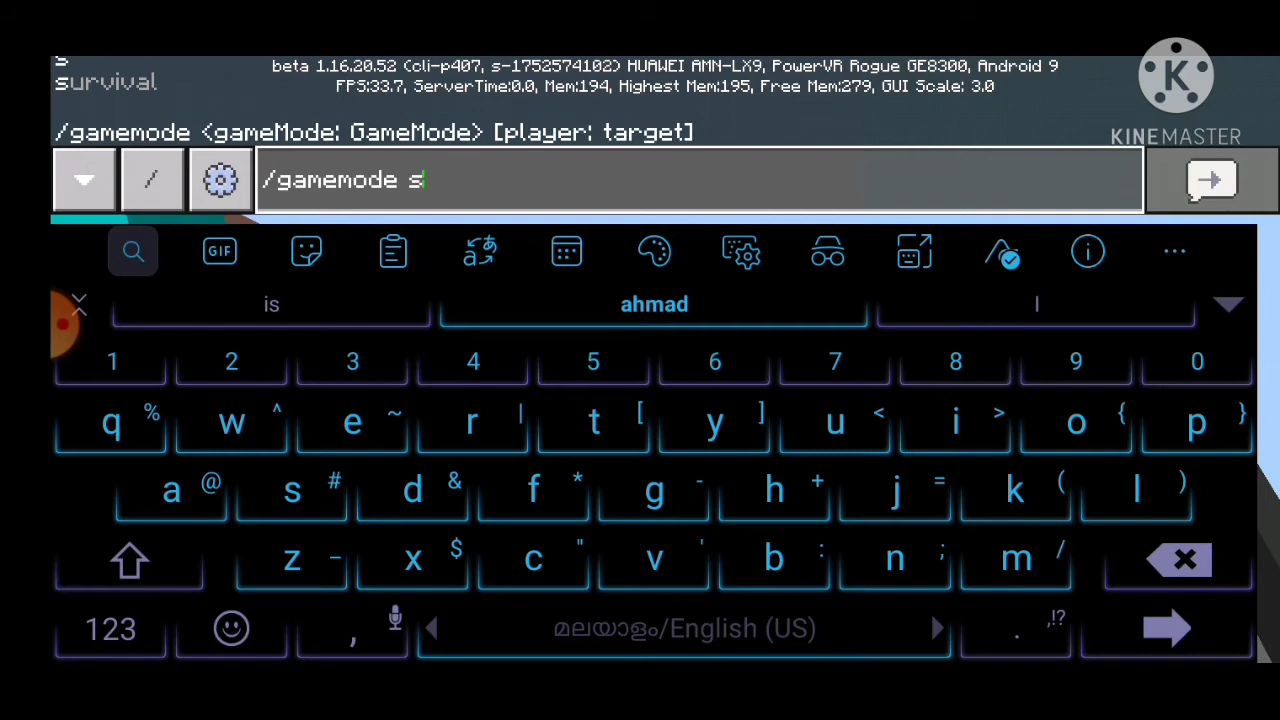 s
survival
beta 1.16.20.52 (cli-p407, s-1752574102) HUAWEI AMN-LX9, PowerVR Rogue GE8300, Android 9
FPS:33.7, ServerTime:0.0, Mem:194, Highest Mem:195, Free Mem:279, GUI Scale: 3.0
K
KINEMASTER
/gamemode <gameMode: GameMode> [player: target]
/ /gamemode s
GIF
is ahmad I
1 2 3 4 5 6 7 8 9 0
q % w ^ e ~ r | t [ y ] u < i > o { p }
a @ s # d & f * g - h + j = k ( l )
z _ x $ c " v ' b : n ; m /
123 , മലയാളം/English (US) . ,!?